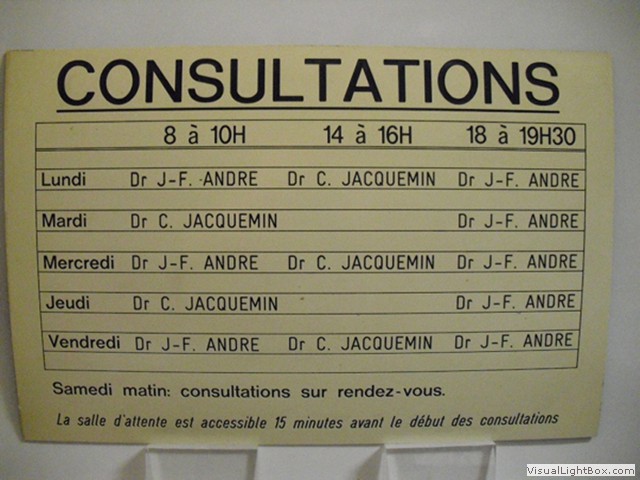 CONSULTATIONS
8 à 10H 14 à 16H 18 à 19H30
Lundi Dr J-F. ANDRE Dr C. JACQUEMIN Dr J-F. ANDRE
Mardi Dr C. JACQUEMIN Dr J-F. ANDRE
Mercredi Dr J-F. ANDRE Dr C. JACQUEMIN Dr J-F. ANDRE
Jeudi Dr C. JACQUEMIN Dr J-F. ANDRE
Vendredi Dr J-F. ANDRE Dr C. JACQUEMIN Dr J-F. ANDRE
Samedi matin: consultations sur rendez-vous.
La salle d'attente est accessible 15 minutes avant le début des consultations
VisualLightBox.com